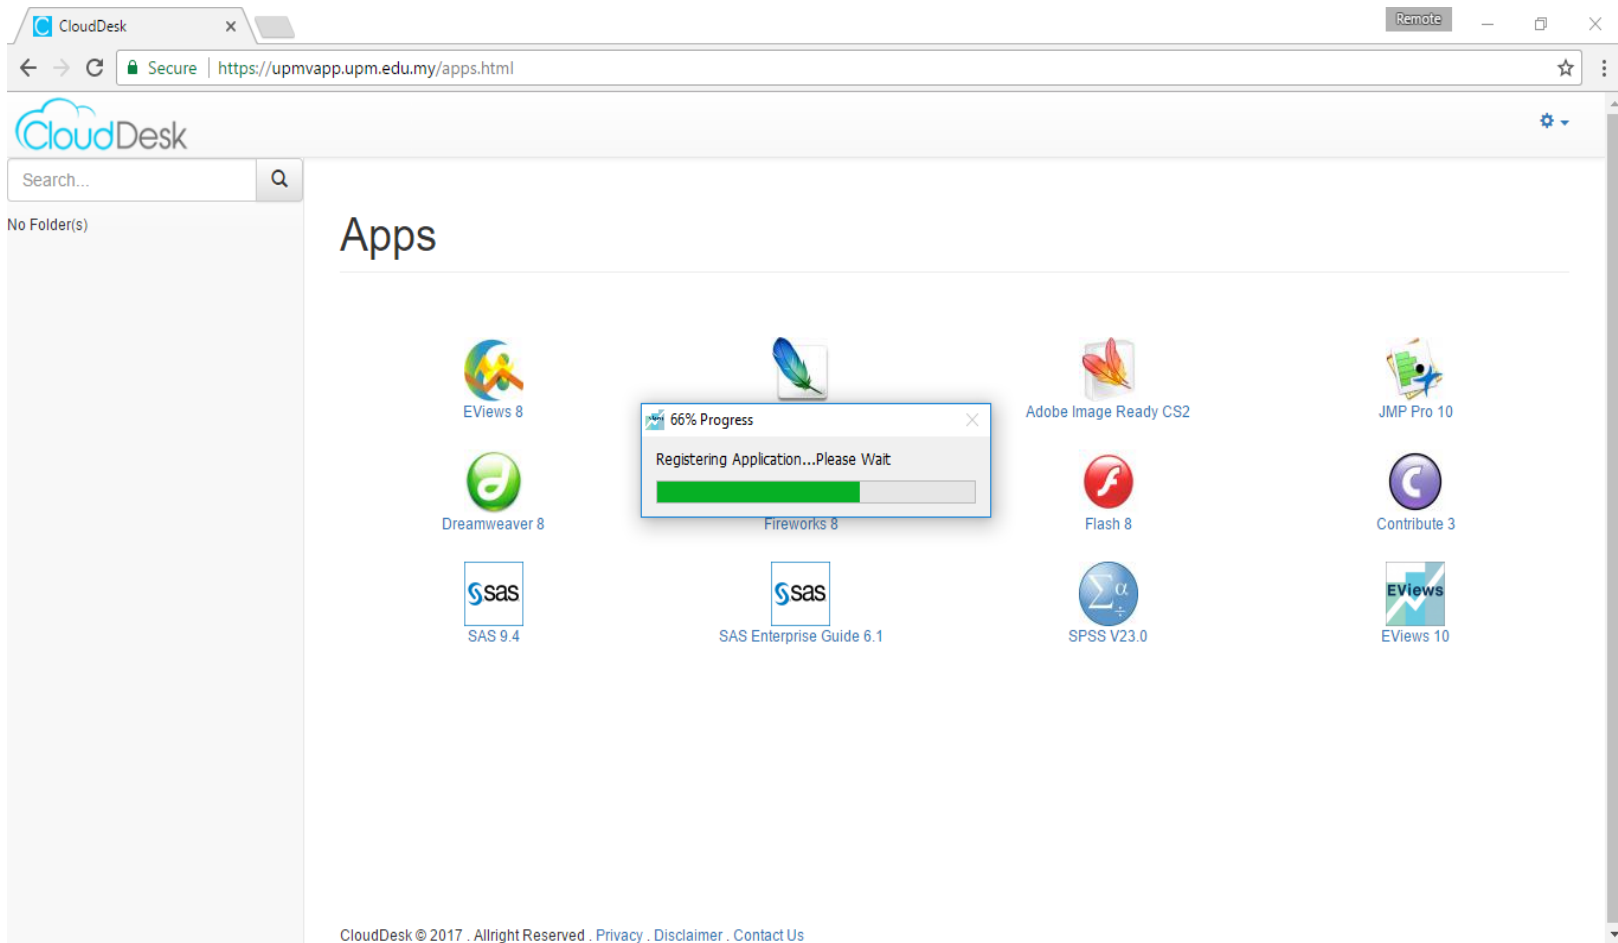 CloudDesk
Remote
Secure https://upmvapp.upm.edu.my/apps.html
CloudDesk
Search...
No Folder(s)
Apps
EViews 8
Adobe Image Ready CS2
JMP Pro 10
66% Progress
Registering Application...Please Wait
Dreamweaver 8
Fireworks 8
Flash 8
Contribute 3
sas
SAS 9.4
sas
SAS Enterprise Guide 6.1
Σ α ÷
SPSS V23.0
EViews
EViews 10
CloudDesk © 2017 . Allright Reserved . Privacy . Disclaimer . Contact Us